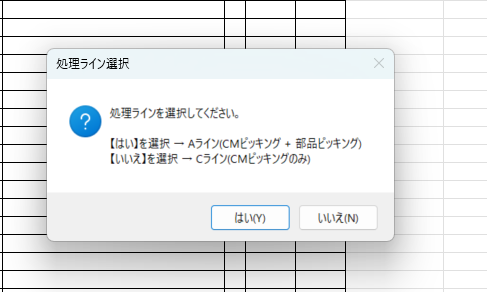 処理ライン選択
処理ラインを選択してください。
【はい】を選択 → Aライン(CMピッキング + 部品ピッキング)
【いいえ】を選択 → Cライン(CMピッキングのみ)
はい(Y)
いいえ(N)